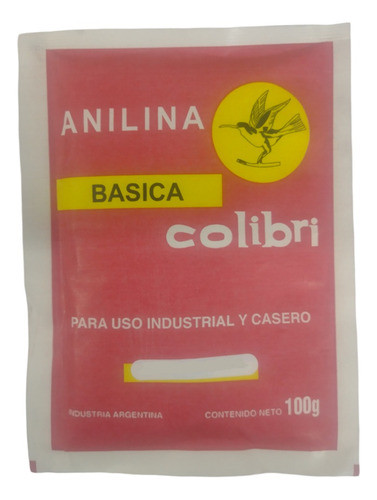 ANILINA
BASICA
colibri
PARA USO INDUSTRIAL Y CASERO
INDUSTRIA ARGENTINA
CONTENIDO NETO 100g